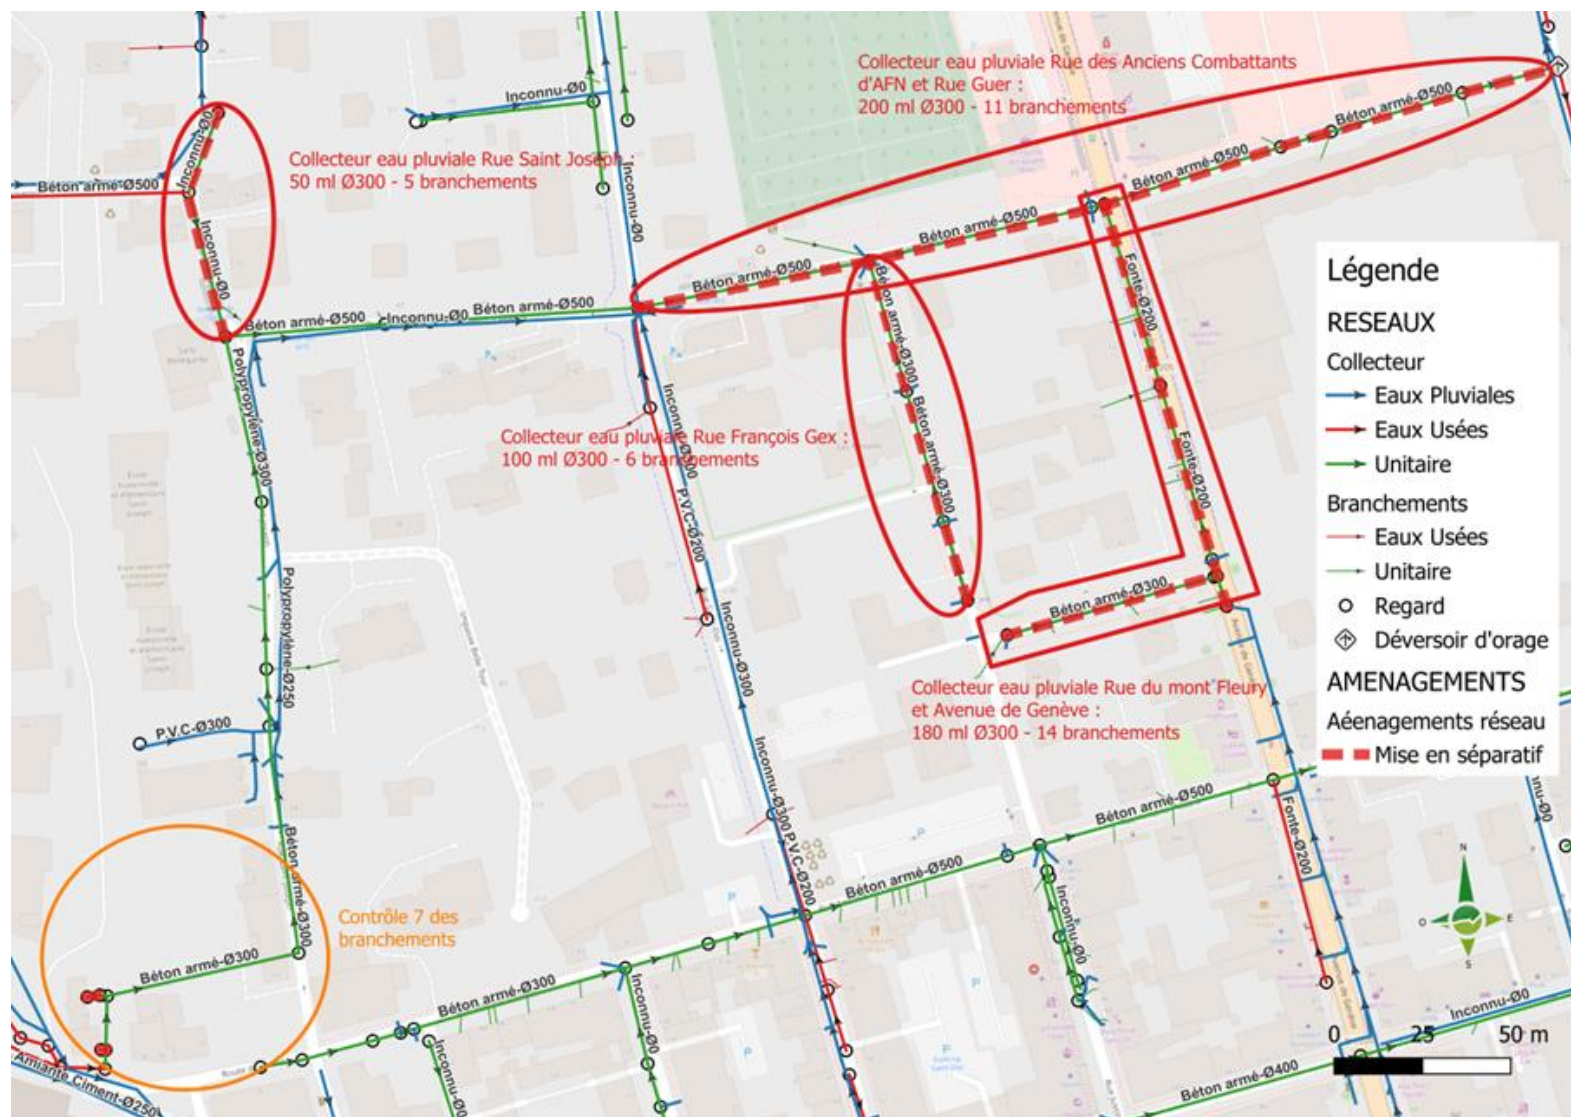 Collecteur eau pluviale Rue des Anciens Combattants
d'AFN et Rue Guer :
200 ml Ø300 - 11 branchements
Collecteur eau pluviale Rue Saint Joseph
50 ml Ø300 - 5 branchements
Collecteur eau pluviale Rue François Gex :
100 ml Ø300 - 6 branchements
Collecteur eau pluviale Rue du mont Fleury
et Avenue de Genève :
180 ml Ø300 - 14 branchements
Contrôle 7 des
branchements
Inconnu-Ø0
Inconnu-Ø0
Béton armé-Ø500
Inconnu-Ø0
Inconnu-Ø0
Béton armé-Ø500
Inconnu-Ø0
Béton armé-Ø500
Béton armé-Ø500
Béton armé-Ø500
Béton armé-Ø500
Béton armé-Ø500
Fonte-Ø200
Fonte-Ø200
Béton armé-Ø300
Béton armé-Ø300
Béton armé-Ø300
Polypropylène-Ø300
Polypropylène-Ø250
P.V.C-Ø300
Béton armé-Ø300
Béton armé-Ø300
Amiante Ciment-Ø250
Inconnu-Ø300
P.V.C-Ø200
Inconnu-Ø300
Inconnu-Ø300
P.V.C-Ø200
Béton armé-Ø300
Béton armé-Ø500
Béton armé-Ø500
Inconnu-Ø0
Inconnu-Ø0
Inconnu-Ø0
Fonte-Ø200
Béton armé-Ø400
Inconnu-Ø0
Impasse Belle Tour
Avenue de Genève
Légende
RESEAUX
Collecteur
Eaux Pluviales
Eaux Usées
Unitaire
Branchements
Eaux Usées
Unitaire
Regard
Déversoir d'orage
AMENAGEMENTS
Aéenagements réseau
Mise en séparatif
N
O
E
S
0 25 50 m